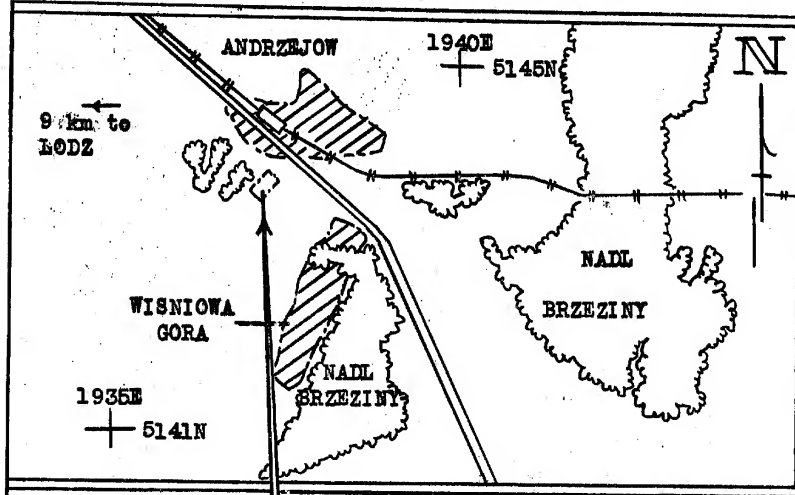 ANDRZEJOW
1940E
5145N
N
9 km to
LODZ
NADL
BRZEZINY
WISNIOWA
GORA
NADL
BRZEZINY
1935E
5141N